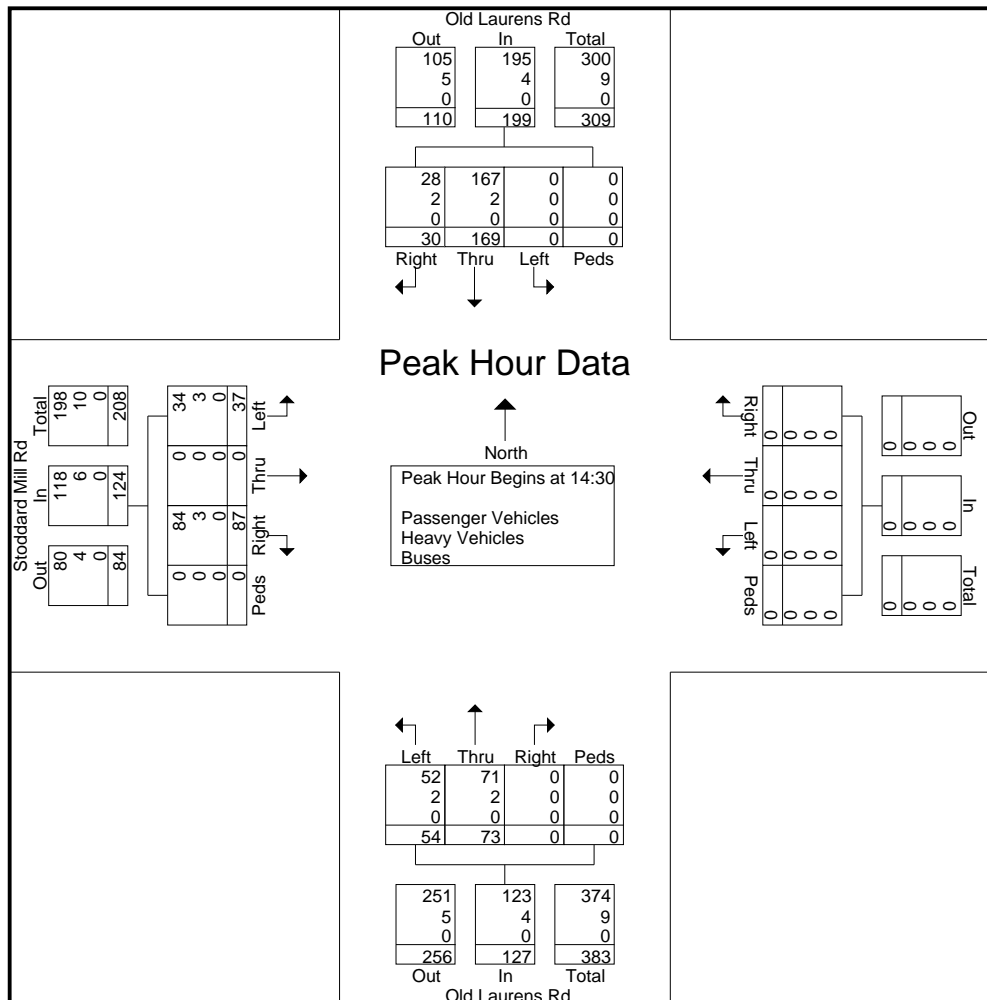 Old Laurens Rd
Out In Total
105 195 300
5 4 9
0 0 0
110 199 309
28 167 0 0
2 2 0 0
0 0 0 0
30 169 0 0
Right Thru Left Peds
Peak Hour Data
Stoddard Mill Rd
Total
198
10
0
208
In
118
6
0
124
Out
80
4
0
84
Left
34
3
0
37
Thru
0
0
0
0
Right
84
3
0
87
Peds
0
0
0
0
North
Peak Hour Begins at 14:30
Passenger Vehicles
Heavy Vehicles
Buses
Right
0
0
0
0
Thru
0
0
0
0
Left
0
0
0
0
Peds
0
0
0
0
Out
0
0
0
0
In
0
0
0
0
Total
0
0
0
0
Left Thru Right Peds
52 71 0 0
2 2 0 0
0 0 0 0
54 73 0 0
251 123 374
5 4 9
0 0 0
256 127 383
Out In Total
Old Laurens Rd